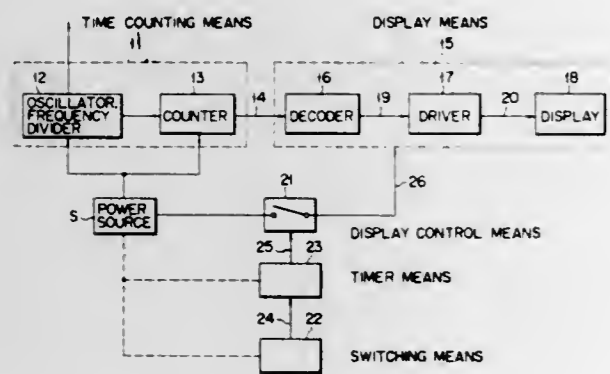 TIME COUNTING MEANS
DISPLAY MEANS
11
15
12
13
16
17
18
OSCILLATOR, FREQUENCY DIVIDER
COUNTER
14
DECODER
19
DRIVER
20
DISPLAY
21
26
S
POWER SOURCE
DISPLAY CONTROL MEANS
25
23
TIMER MEANS
24
22
SWITCHING MEANS